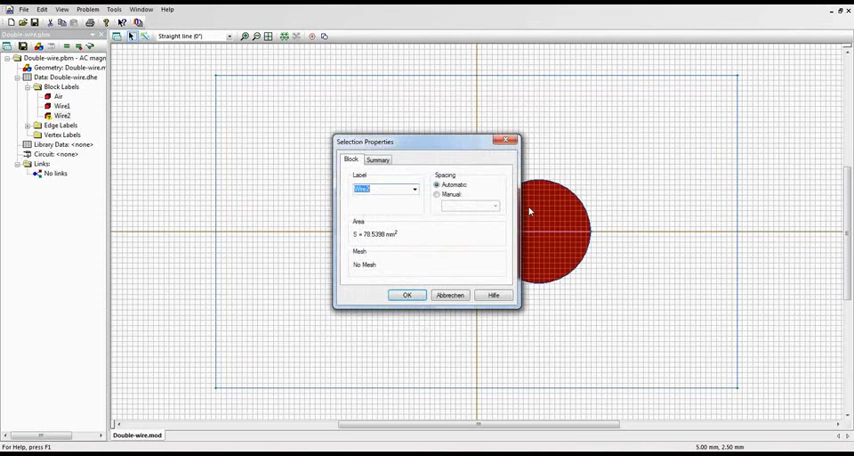 File Edit View Problem Tools Window Help
Straight line (0°)
Double-wire.pbm
Double-wire.pbm - AC magn
Geometry: Double-wire.m
Data: Double-wire.dhe
Block Labels
Air
Wire1
Wire2
Edge Labels
Vertex Labels
Library Data: <none>
Circuit: <none>
Links:
No links
Selection Properties
Block Summary
Label
Wire2
Spacing
Automatic
Manual:
Area
S = 78.5398 mm²
Mesh
No Mesh
OK Abbrechen Hilfe
Double-wire.mod
For Help, press F1
5.00 mm, 2.50 mm